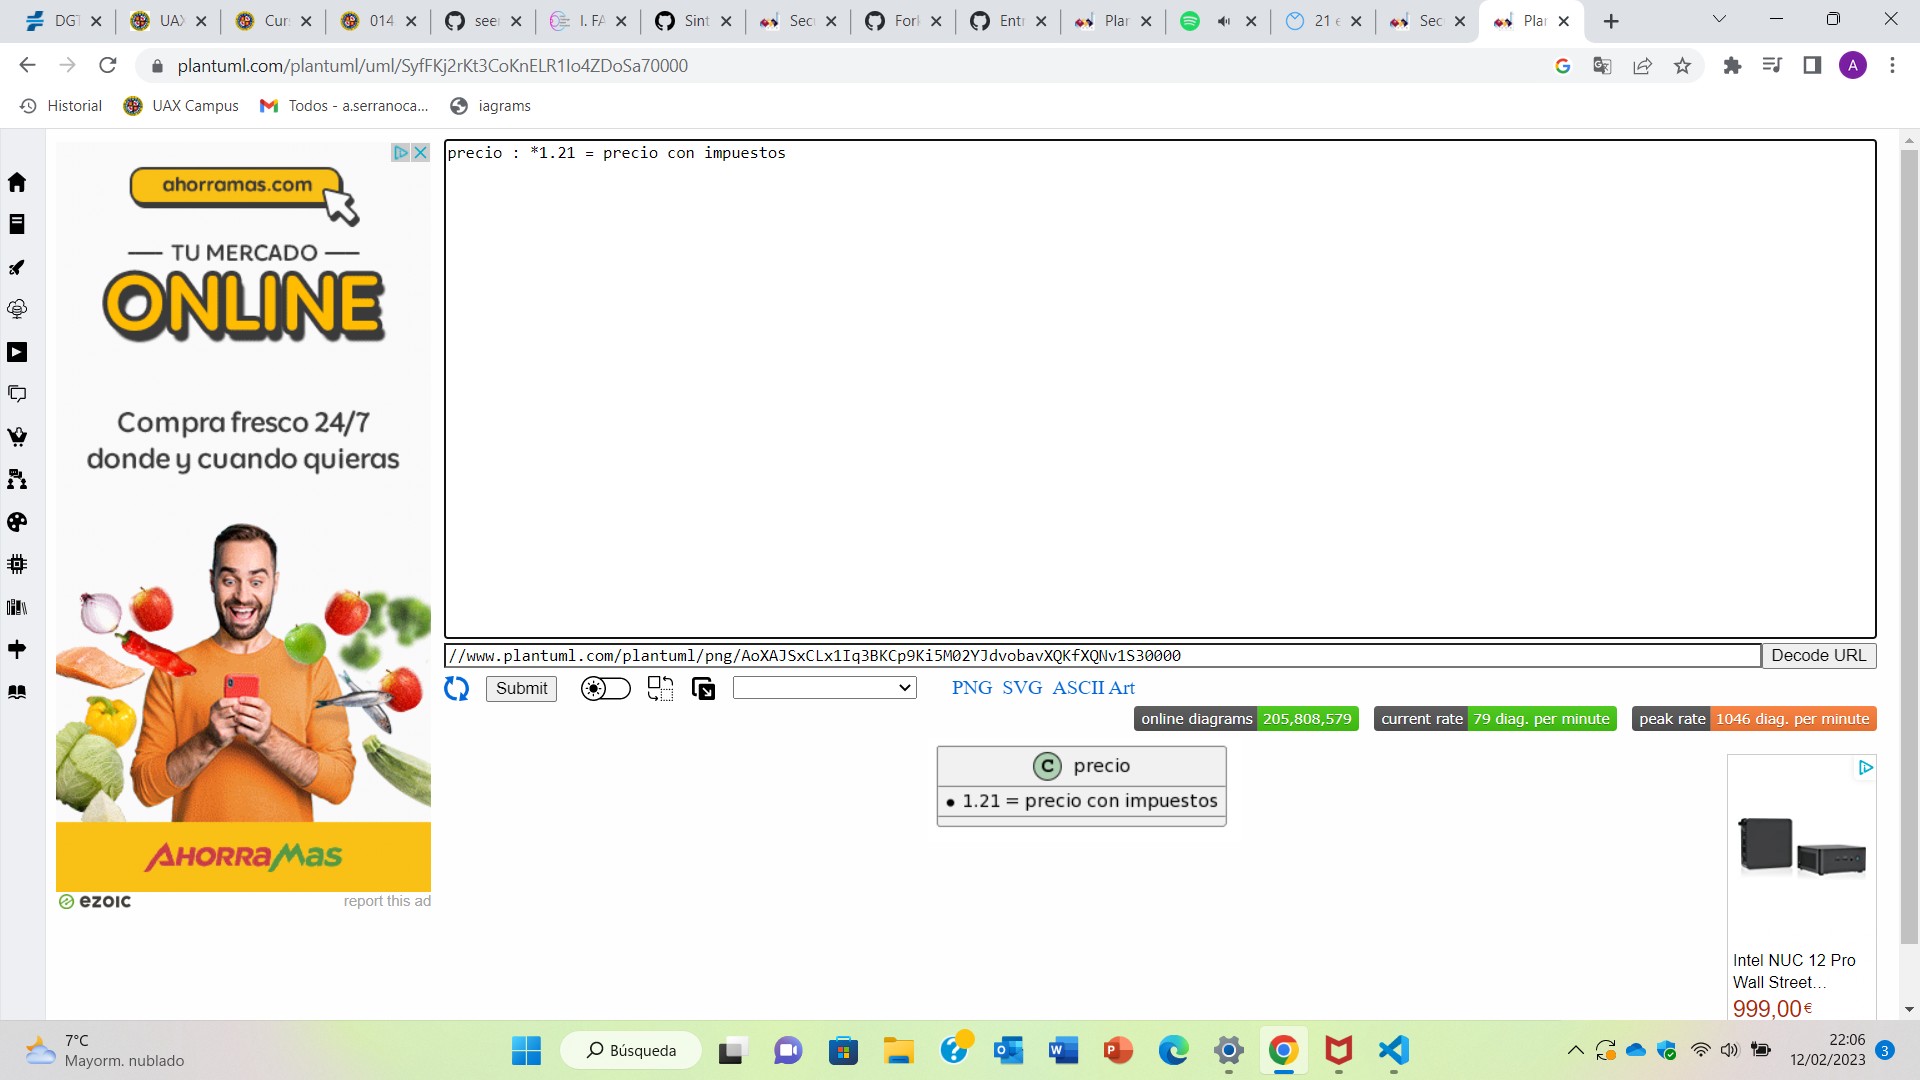 DGT
UAX
Cur
014
seer
I. FA
Sint
Sec
Fork
Entr
Plar
21 e
Sec
Plar
plantuml.com/plantuml/uml/SyfFKj2rKt3CoKnELR1Io4ZDoSa70000
A
Historial
UAX Campus
Todos - a.serranoca...
iagrams
ahorramas.com
TU MERCADO
ONLINE
Compra fresco 24/7
donde y cuando quieras
AHORRAMAS
ezoic
report this ad
precio : *1.21 = precio con impuestos
//www.plantuml.com/plantuml/png/AoXAJSxCLx1Iq3BKCp9Ki5M02YJdvobavXQKfXQNv1S30000
Decode URL
Submit
PNG SVG ASCII Art
online diagrams 205,808,579
current rate 79 diag. per minute
peak rate 1046 diag. per minute
C precio
1.21 = precio con impuestos
Intel NUC 12 Pro
Wall Street...
999,00€
7°C
Mayorm. nublado
Búsqueda
22:06
12/02/2023
3